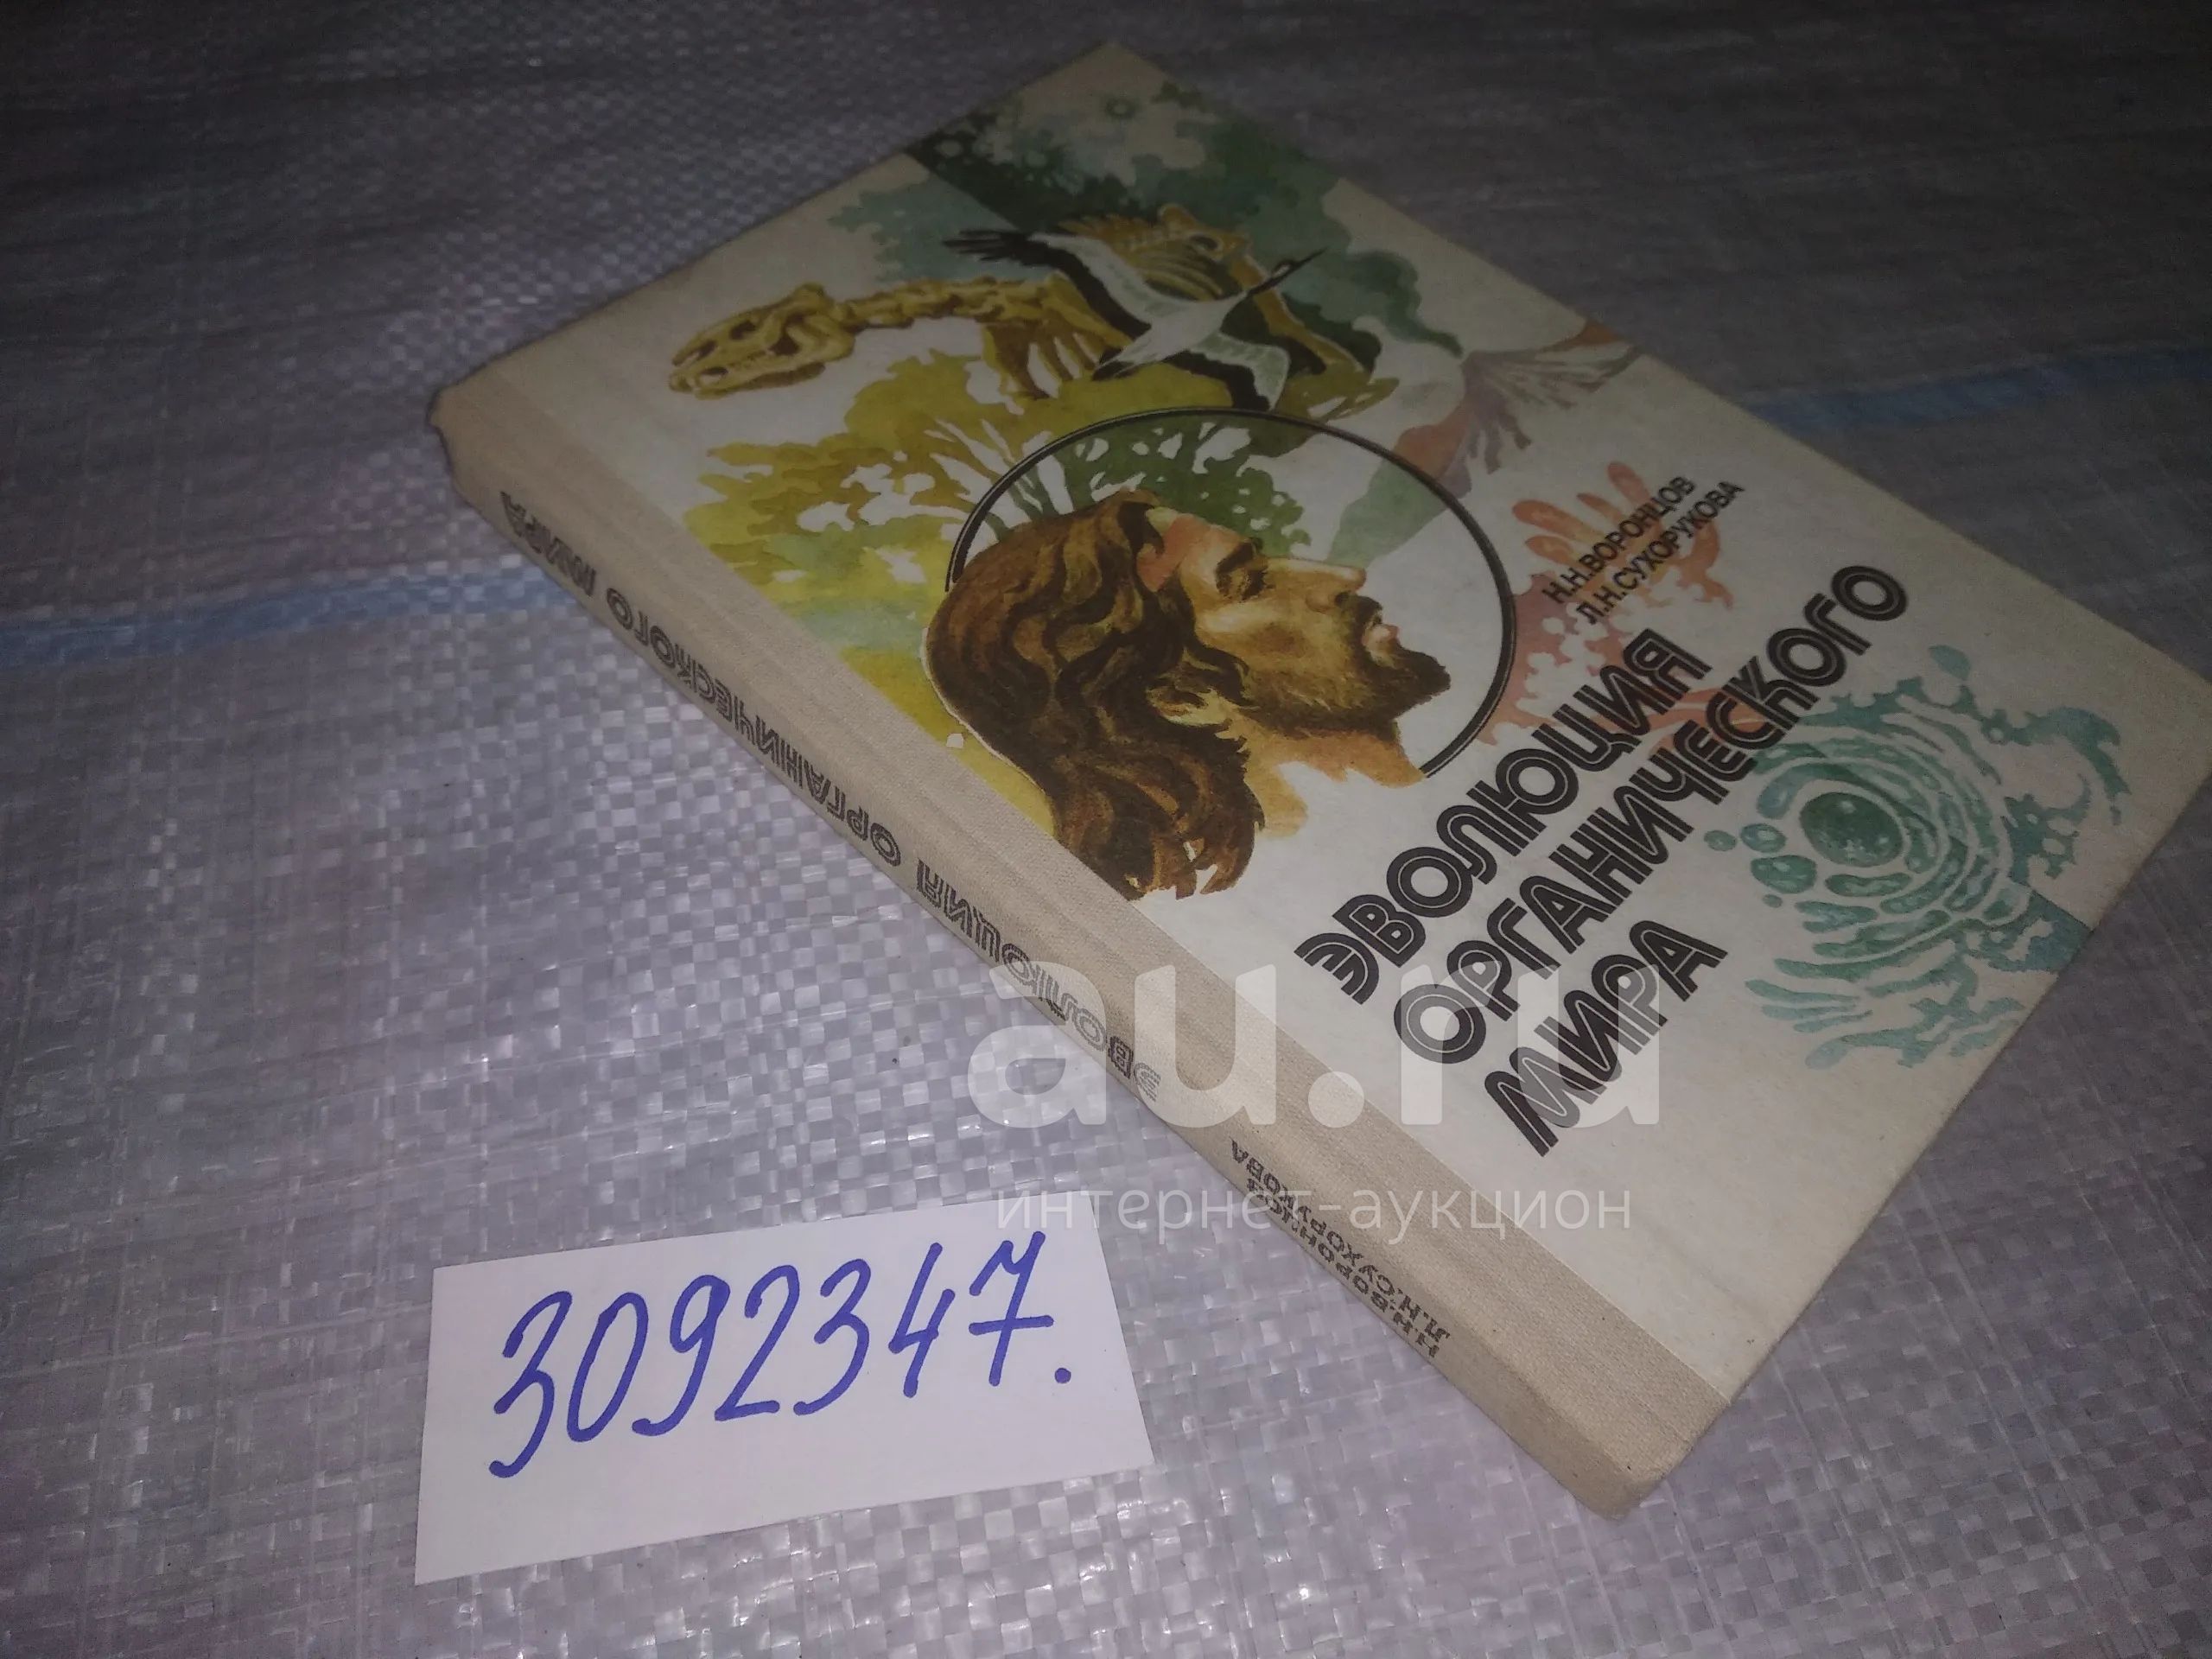 Н.Н.ВОРОНЦОВ
Л.Н.СУХОРУКОВА
ЭВОЛЮЦИЯ
ОРГАНИЧЕСКОГО
МИРА
ЭВОЛЮЦИЯ ОРГАНИЧЕСКОГО МИРА
Н.Н.ВОРОНЦОВ
Л.Н.СУХОРУКОВА
au.ru
интернет-аукцион
3092347.